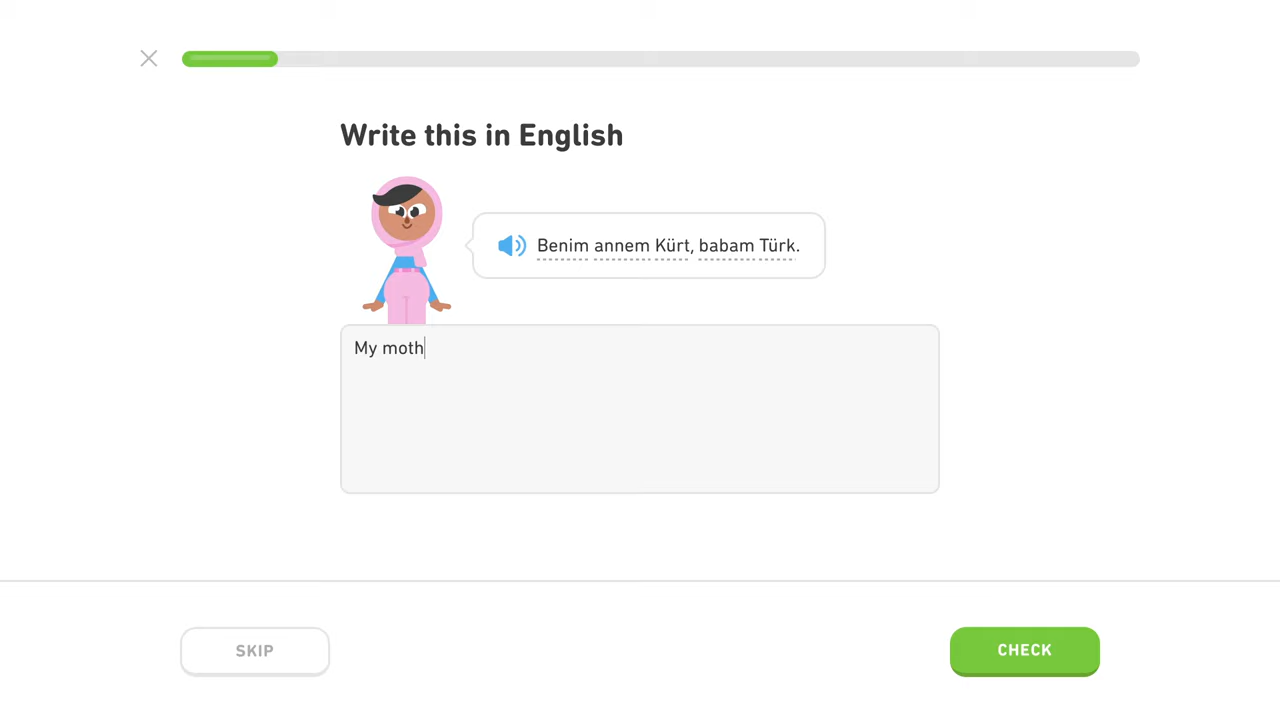 Write this in English
Benim annem Kürt, babam Türk.
My moth
SKIP
CHECK